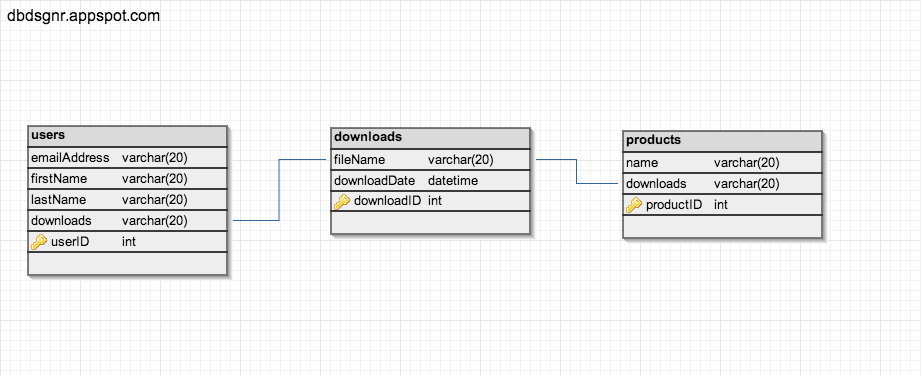 dbdsgnr.appspot.com
users
emailAddress varchar(20)
firstName varchar(20)
lastName varchar(20)
downloads varchar(20)
userID int
downloads
fileName varchar(20)
downloadDate datetime
downloadID int
products
name varchar(20)
downloads varchar(20)
productID int